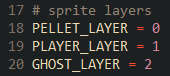 17 # sprite layers
18 PELLET_LAYER = 0
19 PLAYER_LAYER = 1
20 GHOST_LAYER = 2